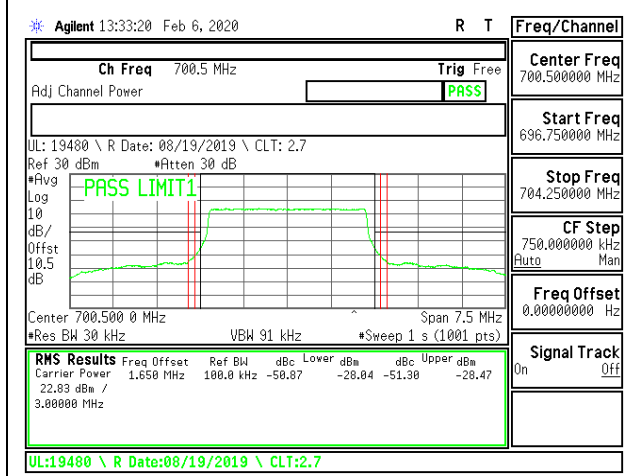 Agilent 13:33:20 Feb 6, 2020 R T
Ch Freq 700.5 MHz Trig Free
Adj Channel Power PASS
UL: 19480 \ R Date: 08/19/2019 \ CLT: 2.7
Ref 30 dBm #Atten 30 dB
#Avg
Log
10
dB/
Offst
10.5
dB
PASS LIMIT1
Center 700.500 0 MHz Span 7.5 MHz
#Res BW 30 kHz VBW 91 kHz #Sweep 1 s (1001 pts)
RMS Results Freq Offset Ref BW dBc Lower dBm dBc Upper dBm
Carrier Power 1.650 MHz 100.0 kHz -50.87 -28.04 -51.30 -28.47
22.83 dBm /
3.00000 MHz
UL:19480 \ R Date:08/19/2019 \ CLT:2.7
Freq/Channel
Center Freq
700.500000 MHz
Start Freq
696.750000 MHz
Stop Freq
704.250000 MHz
CF Step
750.000000 kHz
Auto Man
Freq Offset
0.00000000 Hz
Signal Track
On Off